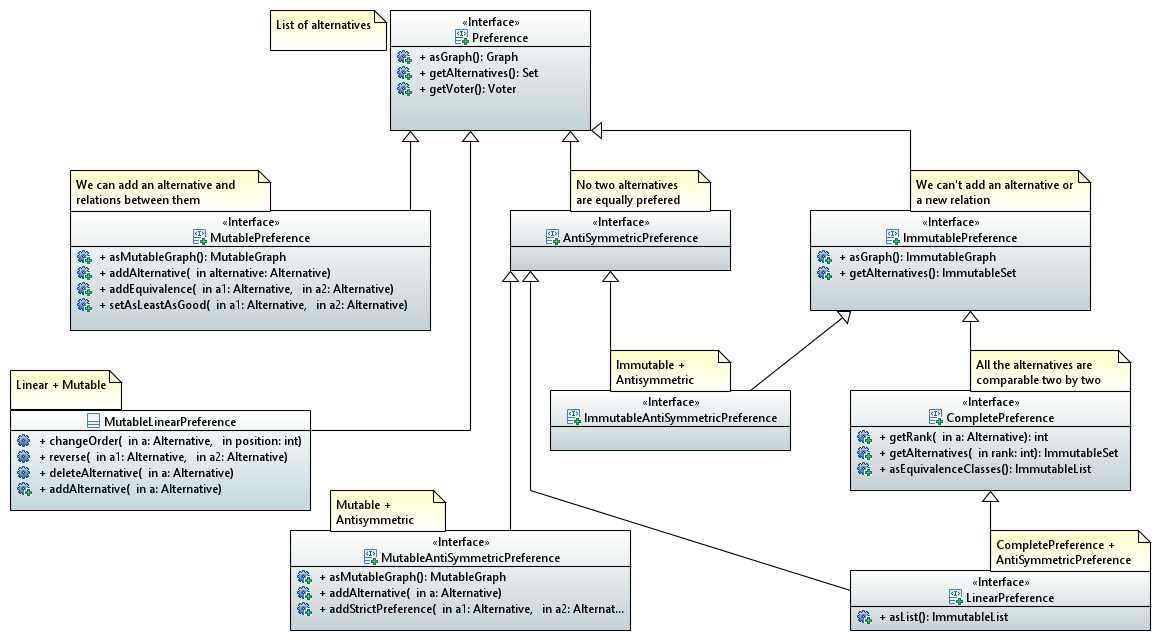 List of alternatives
«Interface»
Preference
+ asGraph(): Graph
+ getAlternatives(): Set
+ getVoter(): Voter
We can add an alternative and
relations between them
«Interface»
MutablePreference
+ asMutableGraph(): MutableGraph
+ addAlternative( in alternative: Alternative)
+ addEquivalence( in a1: Alternative, in a2: Alternative)
+ setAsLeastAsGood( in a1: Alternative, in a2: Alternative)
No two alternatives
are equally prefered
«Interface»
AntiSymmetricPreference
We can't add an alternative or
a new relation
«Interface»
ImmutablePreference
+ asGraph(): ImmutableGraph
+ getAlternatives(): ImmutableSet
Linear + Mutable
MutableLinearPreference
+ changeOrder( in a: Alternative, in position: int)
+ reverse( in a1: Alternative, in a2: Alternative)
+ deleteAlternative( in a: Alternative)
+ addAlternative( in a: Alternative)
Immutable +
Antisymmetric
«Interface»
ImmutableAntiSymmetricPreference
All the alternatives are
comparable two by two
«Interface»
CompletePreference
+ getRank( in a: Alternative): int
+ getAlternatives( in rank: int): ImmutableSet
+ asEquivalenceClasses(): ImmutableList
Mutable +
Antisymmetric
«Interface»
MutableAntiSymmetricPreference
+ asMutableGraph(): MutableGraph
+ addAlternative( in a: Alternative)
+ addStrictPreference( in a1: Alternative, in a2: Alternat...
CompletePreference +
AntiSymmetricPreference
«Interface»
LinearPreference
+ asList(): ImmutableList